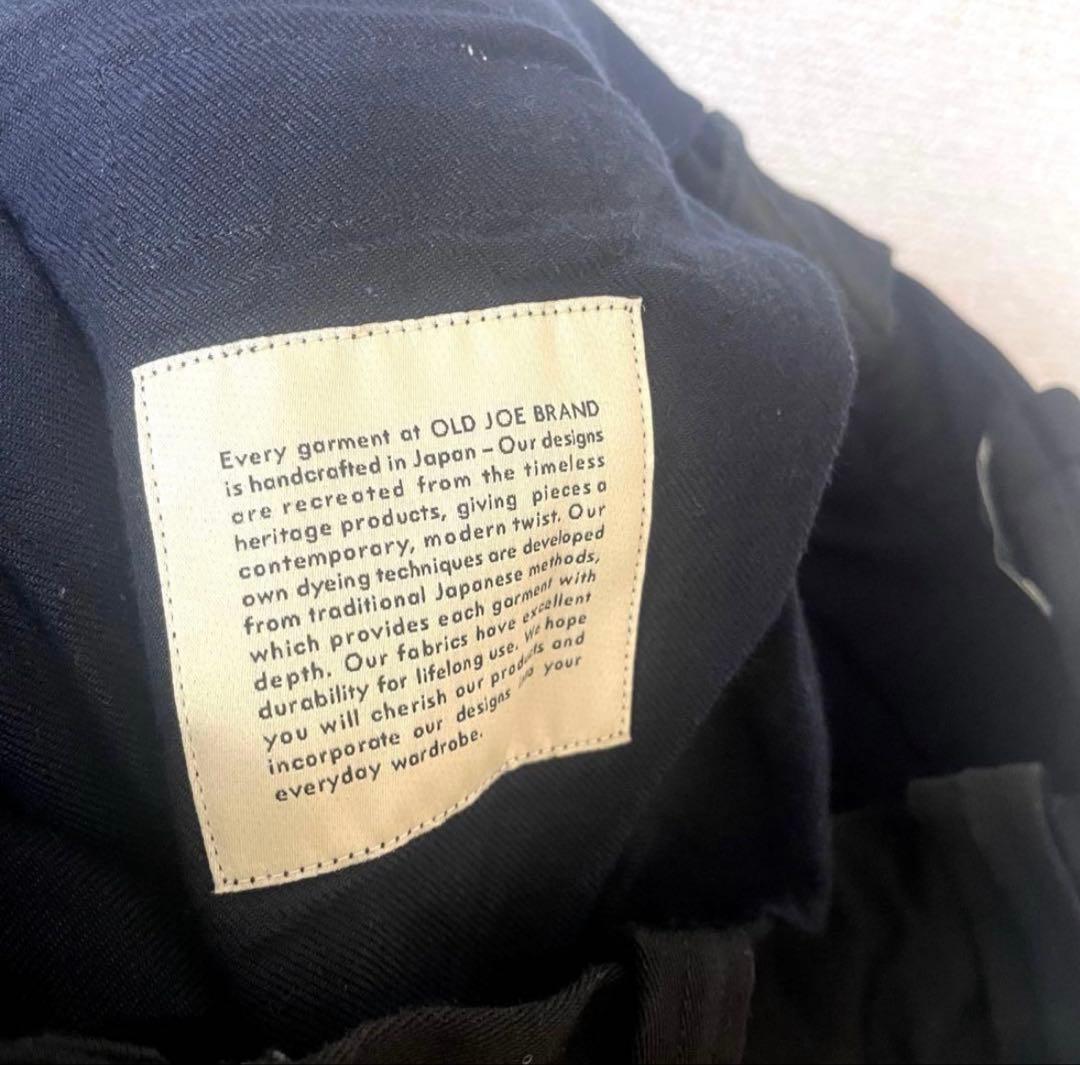 Every garment at OLD JOE BRAND
is handcrafted in Japan – Our designs
are recreated from the timeless
heritage products, giving pieces a
contemporary, modern twist. Our
own dyeing techniques are developed
from traditional Japanese methods,
which provides each garment with
depth. Our fabrics have excellent
durability for lifelong use. We hope
you will cherish our products and
incorporate our designs into your
everyday wardrobe.